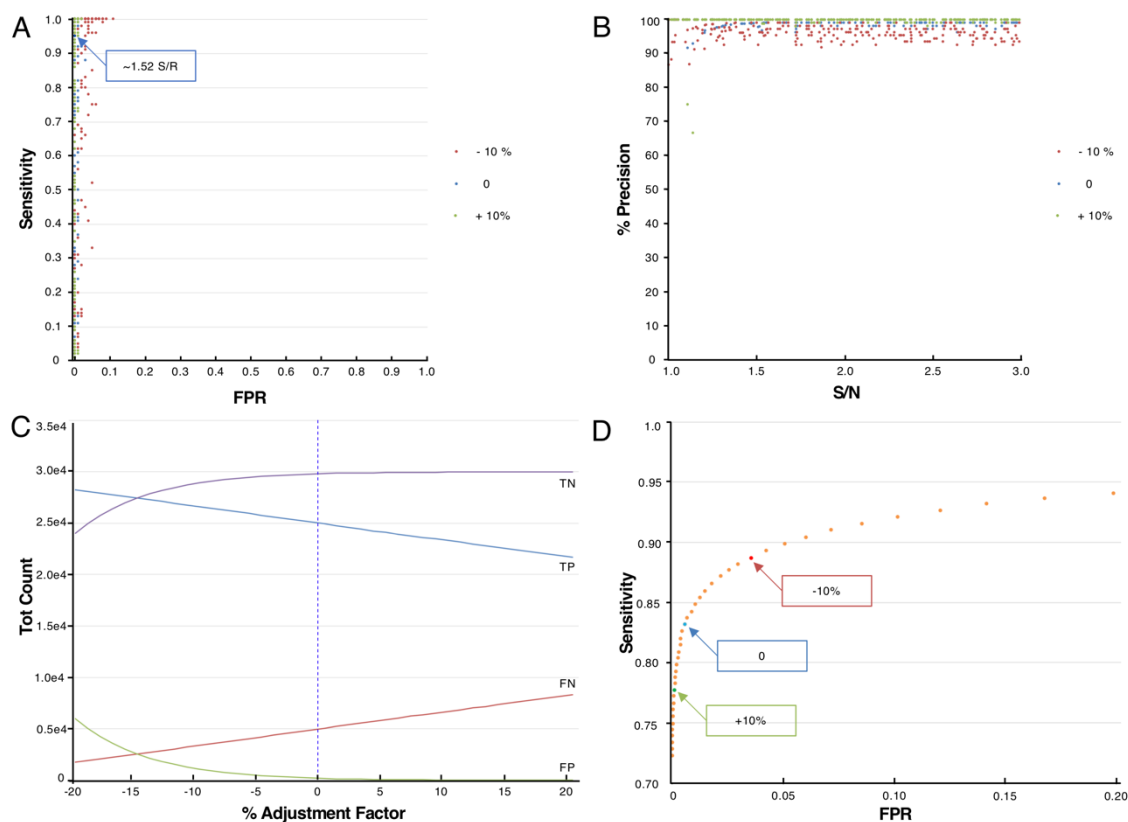 A
1.0
0.9
0.8
0.7
0.6
0.5
0.4
0.3
0.2
0.1
0
Sensitivity
~1.52 S/R
- 10 %
0
+ 10%
0 0.1 0.2 0.3 0.4 0.5 0.6 0.7 0.8 0.9 1.0
FPR
B
100
90
80
70
60
50
40
30
20
10
0
% Precision
- 10 %
0
+ 10%
1.0 1.5 2.0 2.5 3.0
S/N
C
3.0e4
2.5e4
2.0e4
1.5e4
1.0e4
0.5e4
0
Tot Count
TN
TP
FN
FP
-20 -15 -10 -5 0 5 10 15 20
% Adjustment Factor
D
1.0
0.95
0.90
0.85
0.80
0.75
0.70
Sensitivity
-10%
0
+10%
0 0.05 0.10 0.15 0.20
FPR